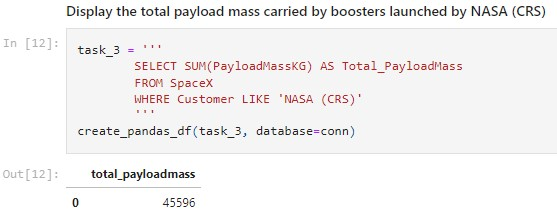 Display the total payload mass carried by boosters launched by NASA (CRS)
In [12]:
task_3 = '''
SELECT SUM(PayloadMassKG) AS Total_PayloadMass
FROM SpaceX
WHERE Customer LIKE 'NASA (CRS)'
'''
create_pandas_df(task_3, database=conn)
Out[12]:
total_payloadmass
0 45596